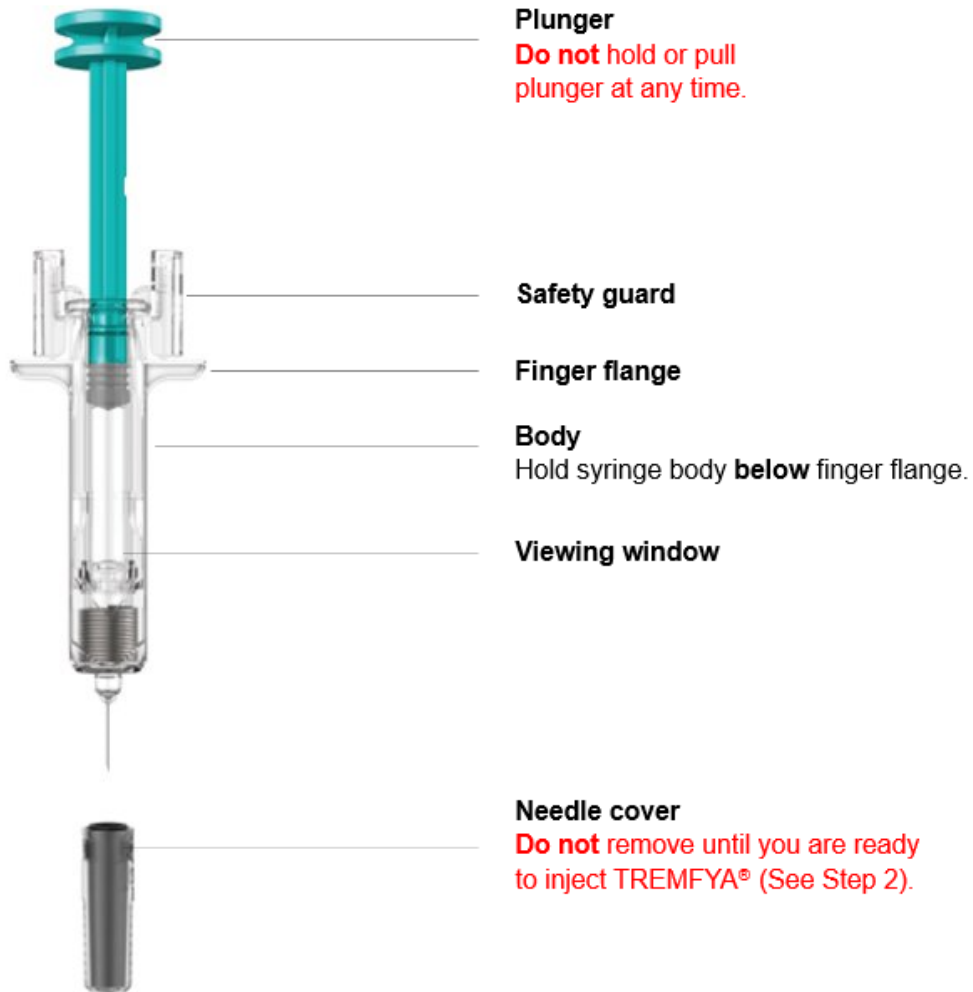 Plunger
Do not hold or pull
plunger at any time.
Safety guard
Finger flange
Body
Hold syringe body below finger flange.
Viewing window
Needle cover
Do not remove until you are ready
to inject TREMFYA® (See Step 2).